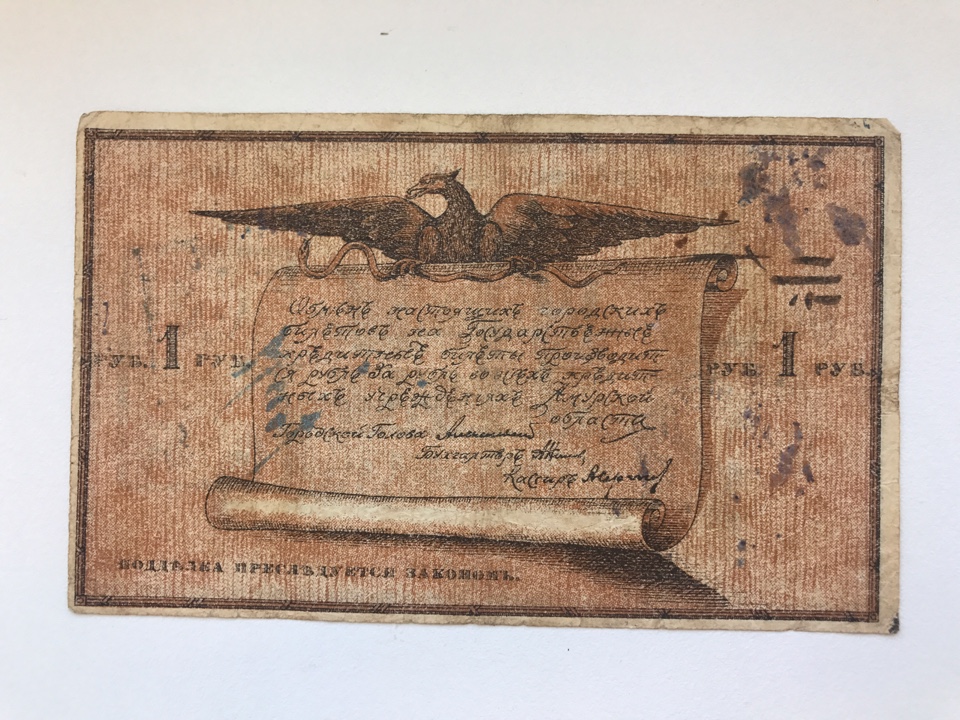 Обмѣнъ настоящихъ городскихъ
билетовъ на Государственные
кредитные билеты производит-
ся рубль за рубль во всѣхъ кредит-
ныхъ учрежденіяхъ Амурской
области
РУБ. 1 РУБ.
РУБ. 1 РУБ.
Городской Голова
Бухгалтеръ
Кассиръ
ПОДДѢЛКА ПРЕСЛѢДУЕТСЯ ЗАКОНОМЪ.